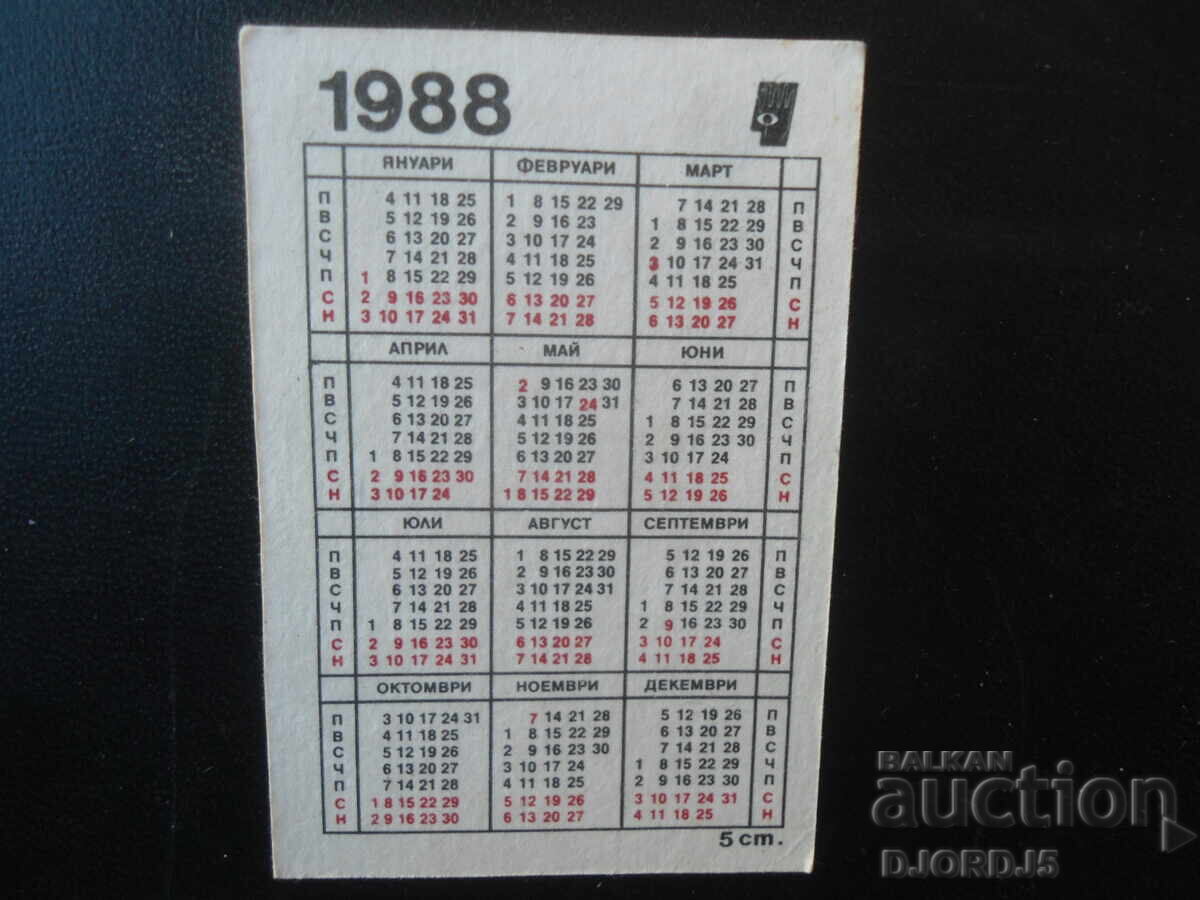 1988
ЯНУАРИ ФЕВРУАРИ МАРТ
П 4 11 18 25 1 8 15 22 29 7 14 21 28 П
В 5 12 19 26 2 9 16 23 1 8 15 22 29 В
С 6 13 20 27 3 10 17 24 2 9 16 23 30 С
Ч 7 14 21 28 4 11 18 25 3 10 17 24 31 Ч
П 1 8 15 22 29 5 12 19 26 4 11 18 25 П
С 2 9 16 23 30 6 13 20 27 5 12 19 26 С
Н 3 10 17 24 31 7 14 21 28 6 13 20 27 Н
АПРИЛ МАЙ ЮНИ
П 4 11 18 25 2 9 16 23 30 6 13 20 27 П
В 5 12 19 26 3 10 17 24 31 7 14 21 28 В
С 6 13 20 27 4 11 18 25 1 8 15 22 29 С
Ч 7 14 21 28 5 12 19 26 2 9 16 23 30 Ч
П 1 8 15 22 29 6 13 20 27 3 10 17 24 П
С 2 9 16 23 30 7 14 21 28 4 11 18 25 С
Н 3 10 17 24 1 8 15 22 29 5 12 19 26 Н
ЮЛИ АВГУСТ СЕПТЕМВРИ
П 4 11 18 25 1 8 15 22 29 5 12 19 26 П
В 5 12 19 26 2 9 16 23 30 6 13 20 27 В
С 6 13 20 27 3 10 17 24 31 7 14 21 28 С
Ч 7 14 21 28 4 11 18 25 1 8 15 22 29 Ч
П 1 8 15 22 29 5 12 19 26 2 9 16 23 30 П
С 2 9 16 23 30 6 13 20 27 3 10 17 24 С
Н 3 10 17 24 31 7 14 21 28 4 11 18 25 Н
ОКТОМВРИ НОЕМВРИ ДЕКЕМВРИ
П 3 10 17 24 31 7 14 21 28 5 12 19 26 П
В 4 11 18 25 1 8 15 22 29 6 13 20 27 В
С 5 12 19 26 2 9 16 23 30 7 14 21 28 С
Ч 6 13 20 27 3 10 17 24 1 8 15 22 29 Ч
П 7 14 21 28 4 11 18 25 2 9 16 23 30 П
С 1 8 15 22 29 5 12 19 26 3 10 17 24 31 С
Н 2 9 16 23 30 6 13 20 27 4 11 18 25 Н
5 cm.
BALKAN
auction
DJORDJ5